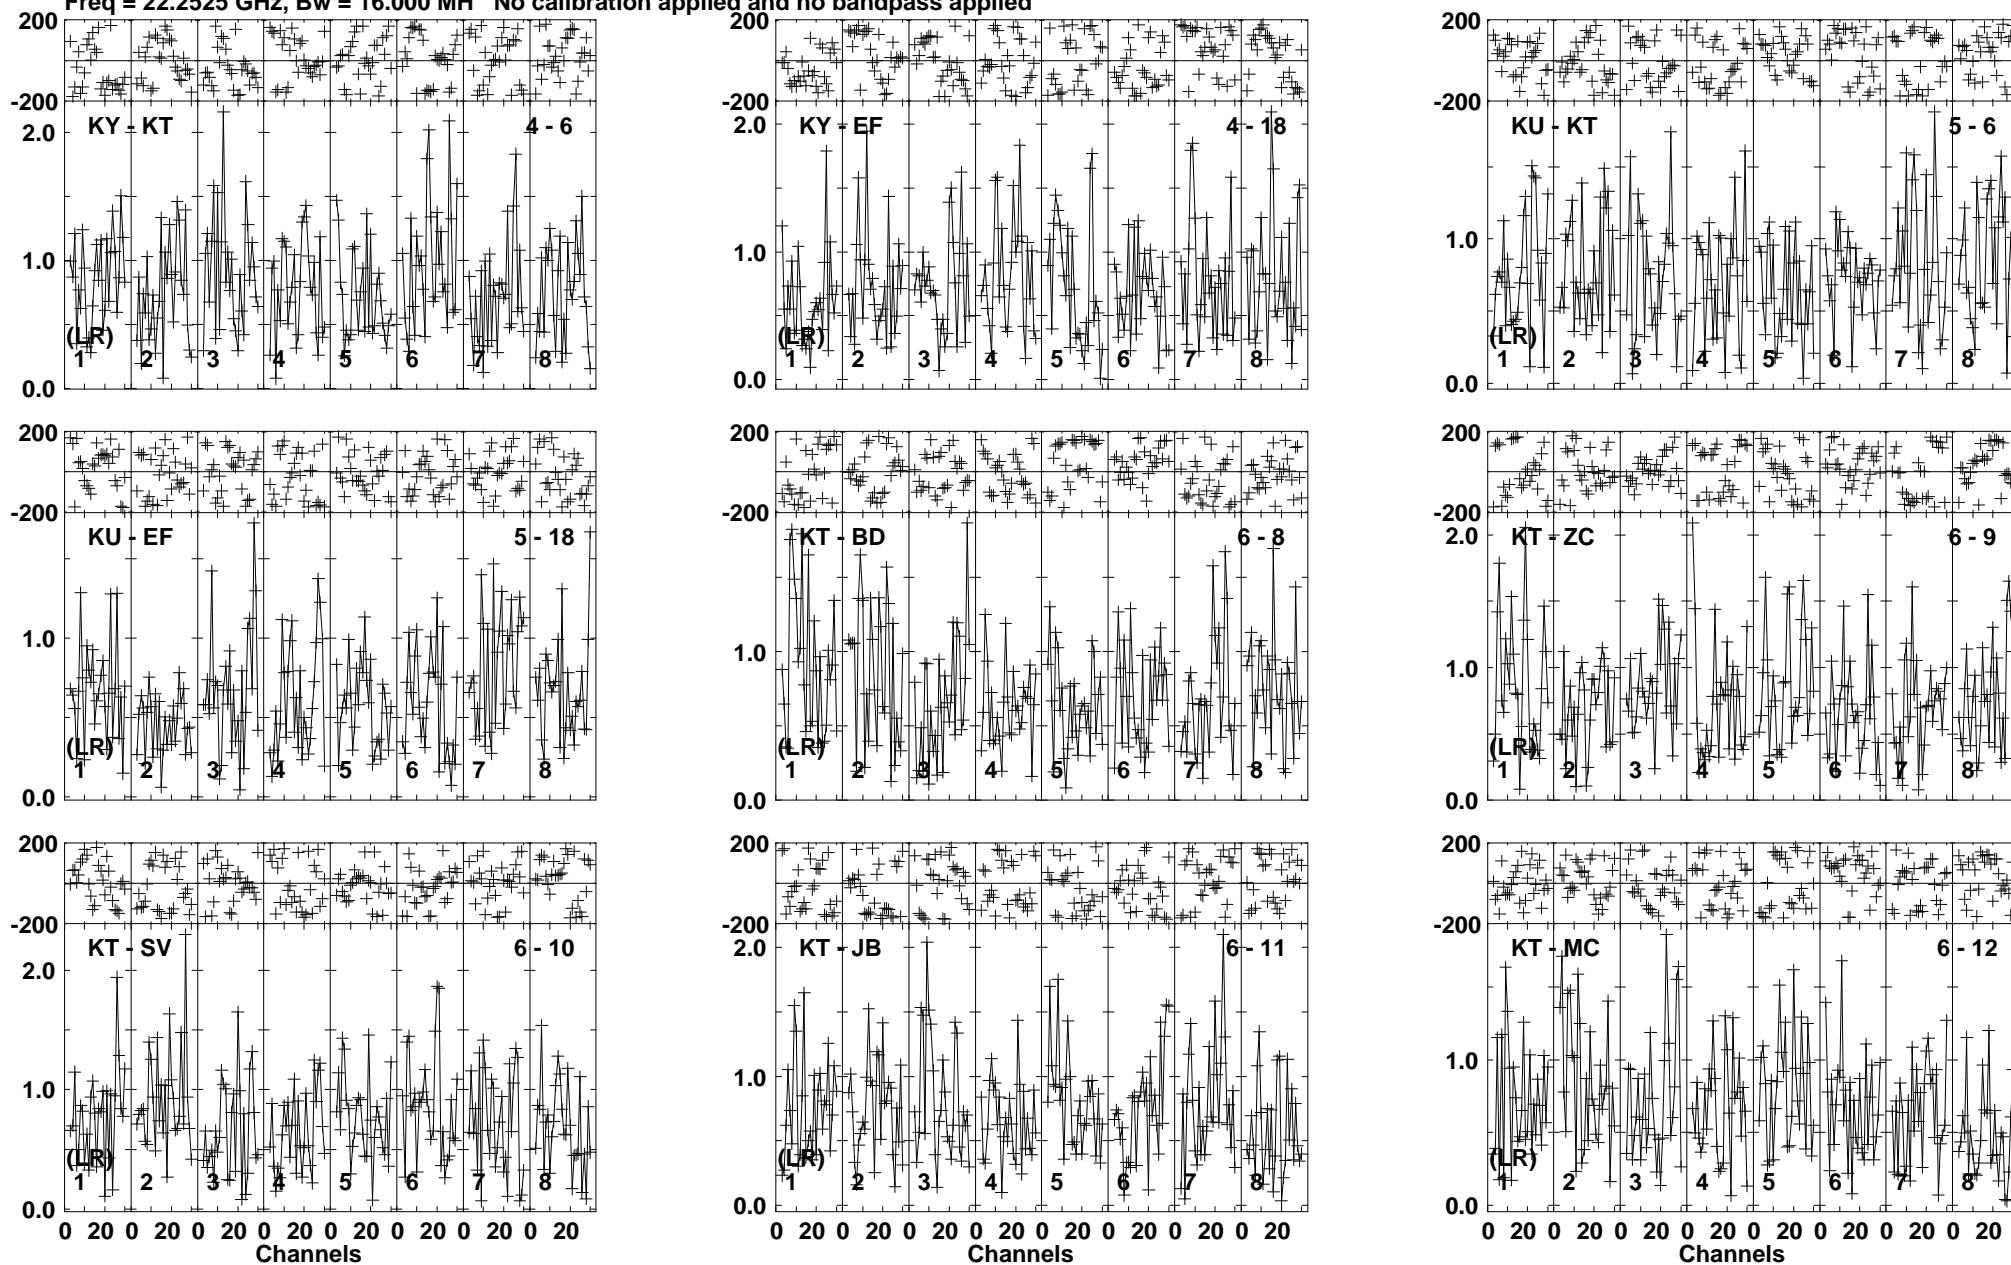 Freq = 22.2525 GHz, Bw = 16.000 MH No calibration applied and no bandpass applied
200
-200
KY - KT 4 - 6
2.0
1.0
0.0
(LR)
1 2 3 4 5 6 7 8
200
-200
KY - EF 4 - 18
2.0
1.0
0.0
(LR)
1 2 3 4 5 6 7 8
200
-200
KU - KT 5 - 6
1.0
0.0
(LR)
1 2 3 4 5 6 7 8
200
-200
KU - EF 5 - 18
1.0
0.0
(LR)
1 2 3 4 5 6 7 8
200
-200
KT - BD 6 - 8
1.0
0.0
(LR)
1 2 3 4 5 6 7 8
200
-200
KT - ZC 6 - 9
2.0
1.0
0.0
(LR)
1 2 3 4 5 6 7 8
200
-200
KT - SV 6 - 10
2.0
1.0
0.0
(LR)
1 2 3 4 5 6 7 8
0 20 0 20 0 20 0 20 0 20 0 20 0 20 0 20
Channels
200
-200
KT - JB 6 - 11
2.0
1.0
0.0
(LR)
1 2 3 4 5 6 7 8
0 20 0 20 0 20 0 20 0 20 0 20 0 20 0 20
Channels
200
-200
KT - MC 6 - 12
1.0
0.0
(LR)
1 2 3 4 5 6 7 8
0 20 0 20 0 20 0 20 0 20 0 20 0 20 0 20
Channels